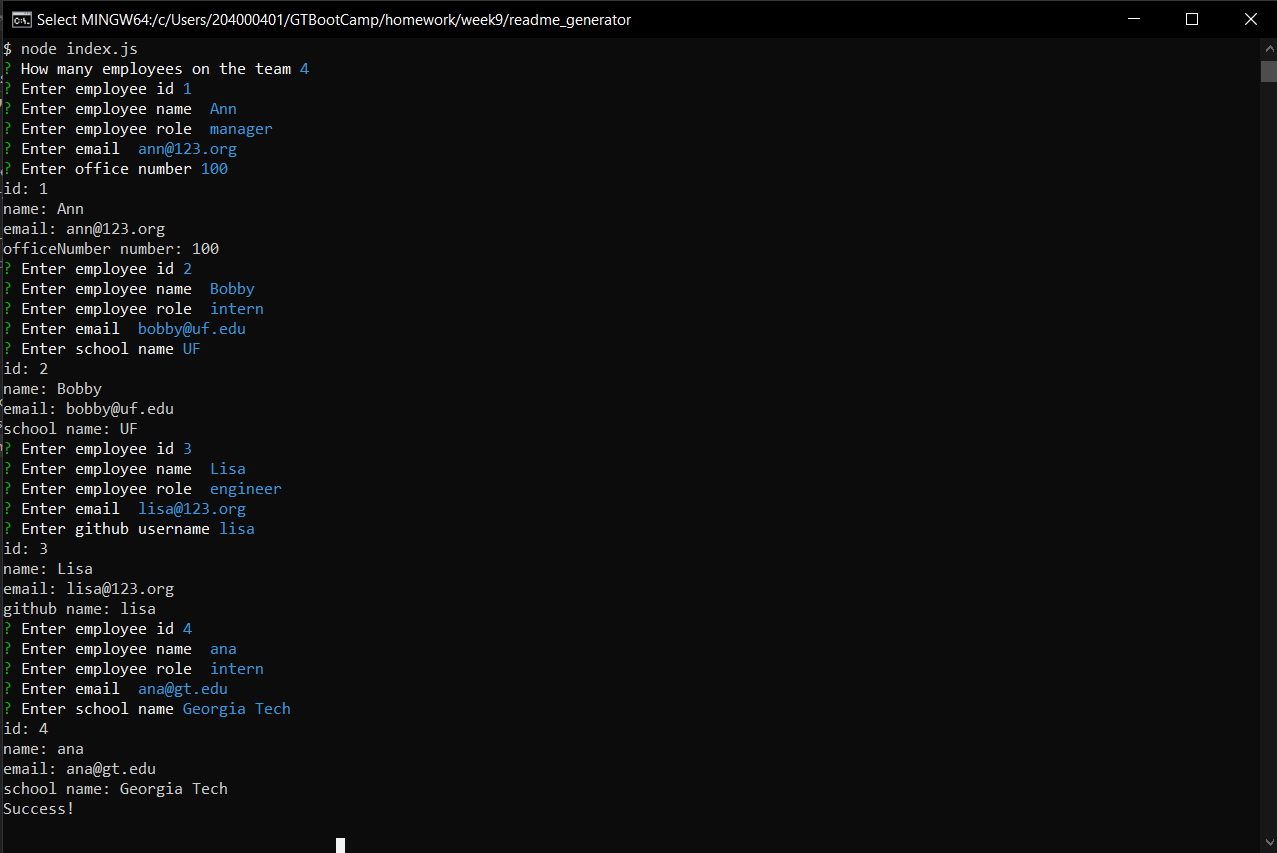 Select MINGW64:/c/Users/204000401/GTBootCamp/homework/week9/readme_generator
$ node index.js
? How many employees on the team 4
? Enter employee id 1
? Enter employee name  Ann
? Enter employee role  manager
? Enter email  ann@123.org
? Enter office number 100
id: 1
name: Ann
email: ann@123.org
officeNumber number: 100
? Enter employee id 2
? Enter employee name  Bobby
? Enter employee role  intern
? Enter email  bobby@uf.edu
? Enter school name UF
id: 2
name: Bobby
email: bobby@uf.edu
school name: UF
? Enter employee id 3
? Enter employee name  Lisa
? Enter employee role  engineer
? Enter email  lisa@123.org
? Enter github username lisa
id: 3
name: Lisa
email: lisa@123.org
github name: lisa
? Enter employee id 4
? Enter employee name  ana
? Enter employee role  intern
? Enter email  ana@gt.edu
? Enter school name Georgia Tech
id: 4
name: ana
email: ana@gt.edu
school name: Georgia Tech
Success!